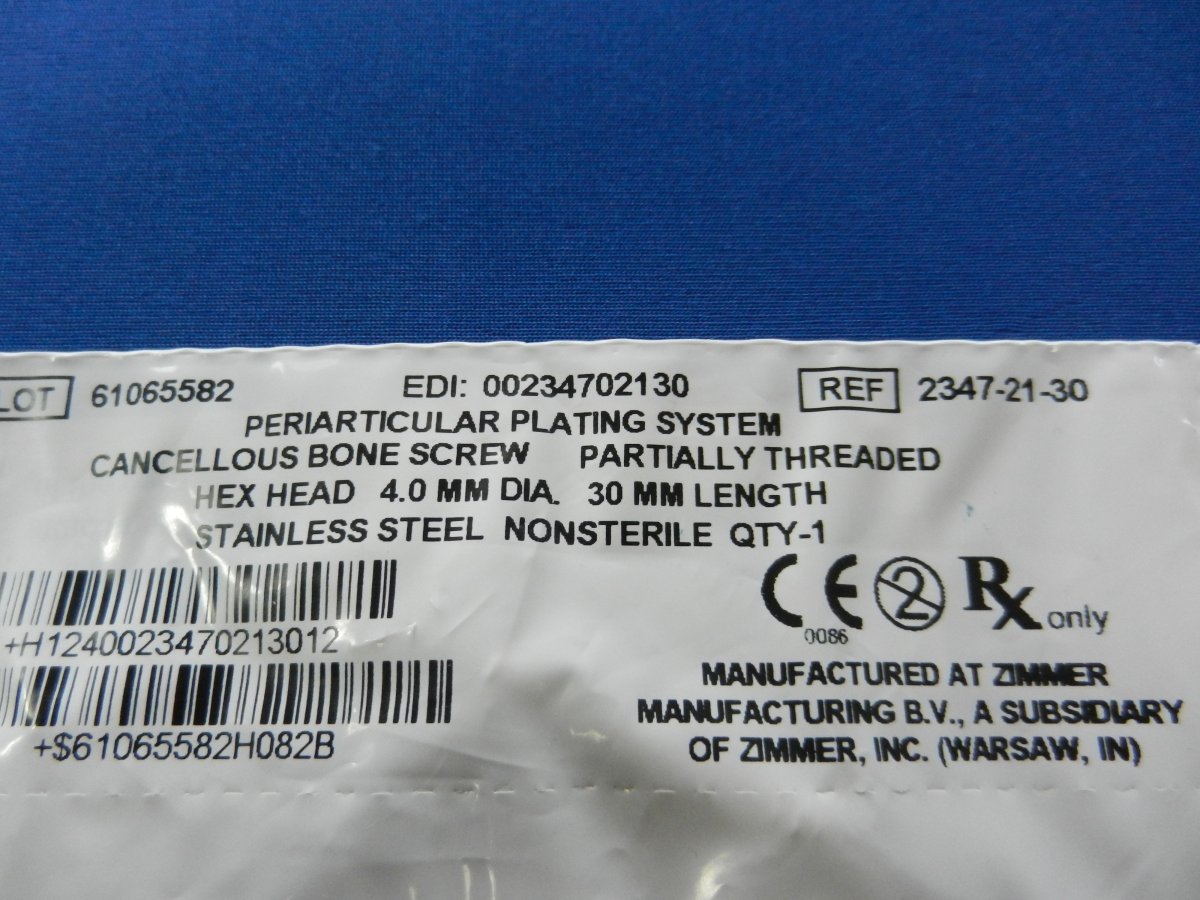 LOT 61065582 EDI: 00234702130 REF 2347-21-30
PERIARTICULAR PLATING SYSTEM
CANCELLOUS BONE SCREW PARTIALLY THREADED
HEX HEAD 4.0 MM DIA. 30 MM LENGTH
STAINLESS STEEL NONSTERILE QTY-1
CE 2 Rx only
0086
+H1240023470213012
MANUFACTURED AT ZIMMER
MANUFACTURING B.V., A SUBSIDIARY
OF ZIMMER, INC. (WARSAW, IN)
+$61065582H082B